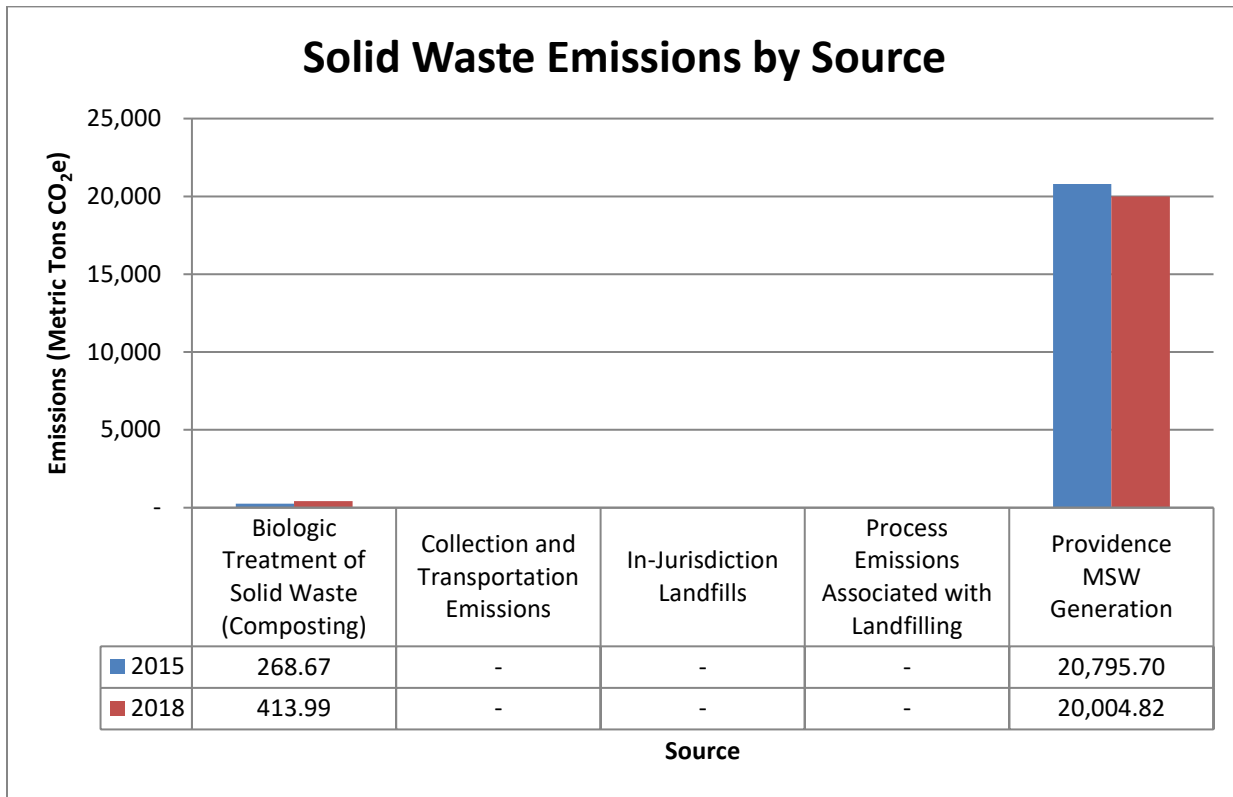 Solid Waste Emissions by Source
Emissions (Metric Tons CO₂e)
25,000
20,000
15,000
10,000
5,000
-
Biologic
Treatment of
Solid Waste
(Composting)
Collection and
Transportation
Emissions
In-Jurisdiction
Landfills
Process
Emissions
Associated with
Landfilling
Providence
MSW
Generation
2015 268.67 - - - 20,795.70
2018 413.99 - - - 20,004.82
Source